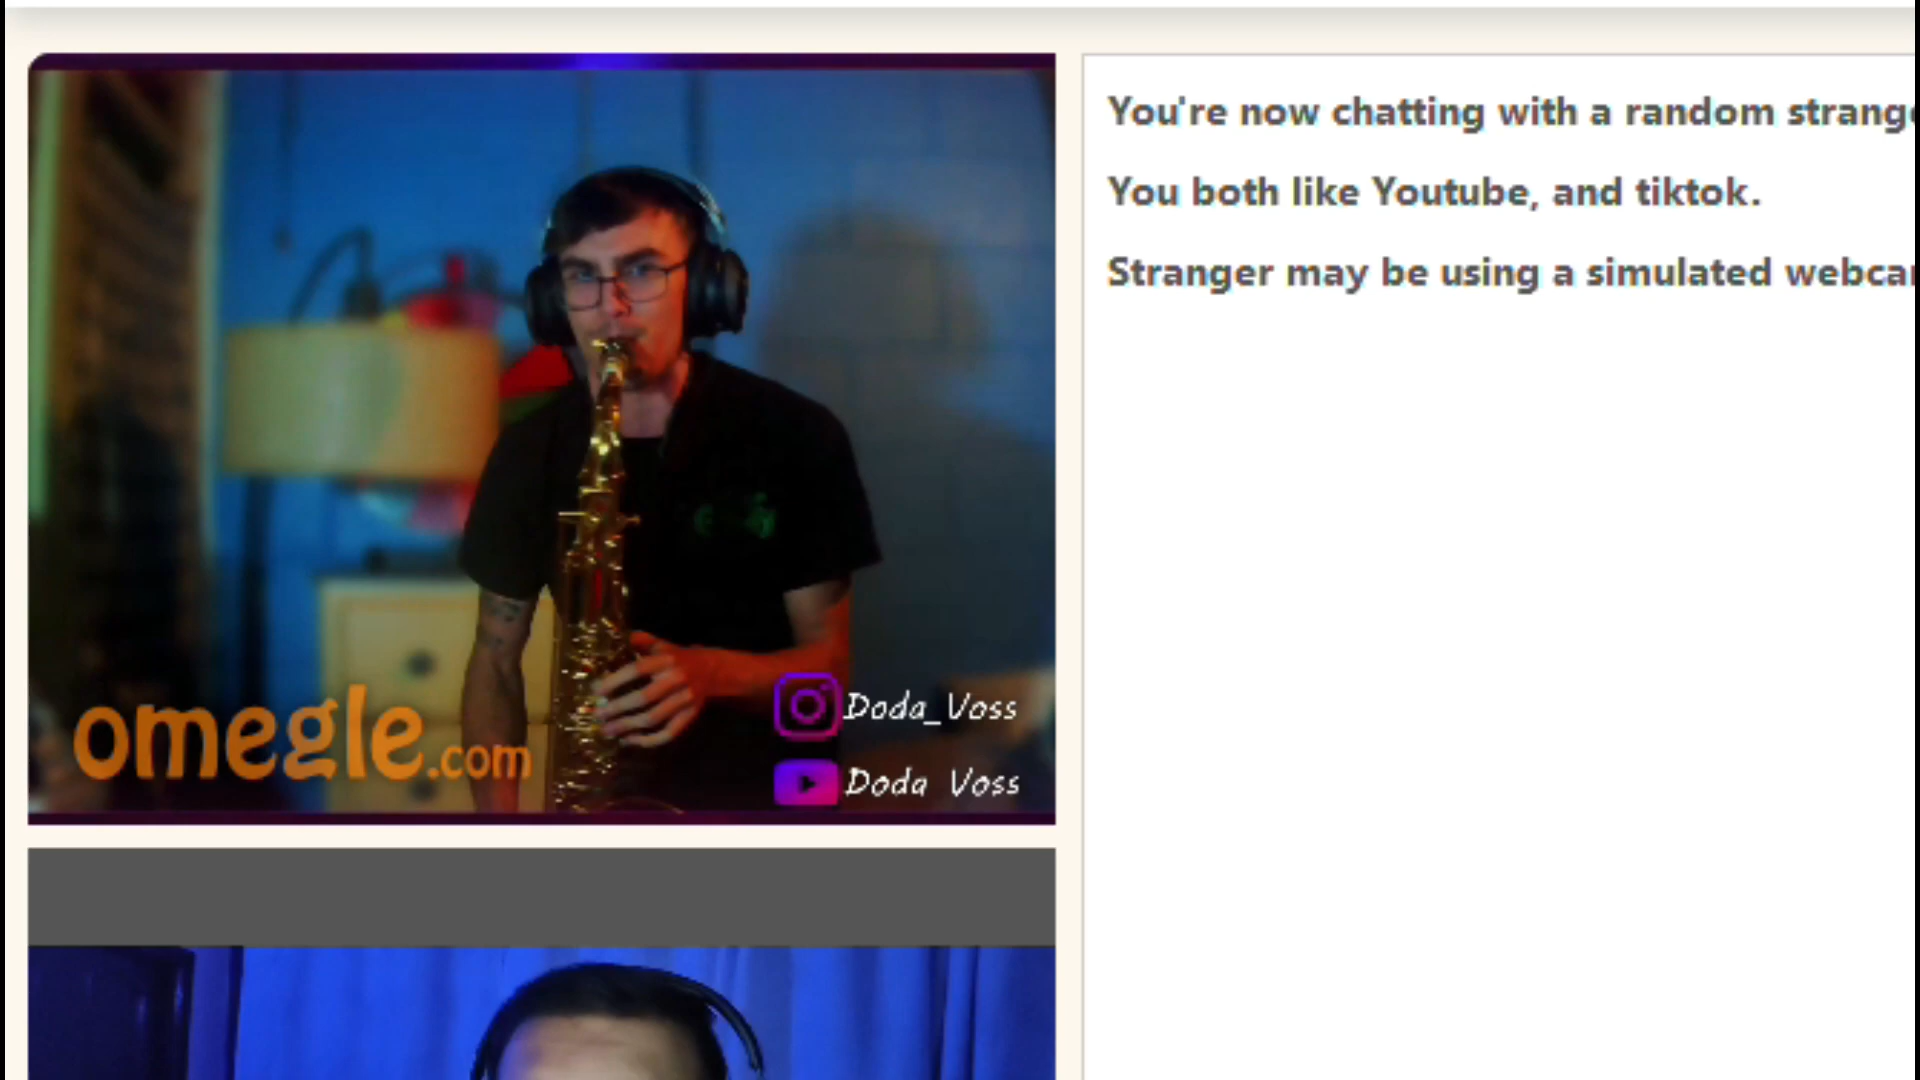 You're now chatting with a random strang
You both like Youtube, and tiktok.
Stranger may be using a simulated webca
omegle.com
Doda_Voss
Doda Voss